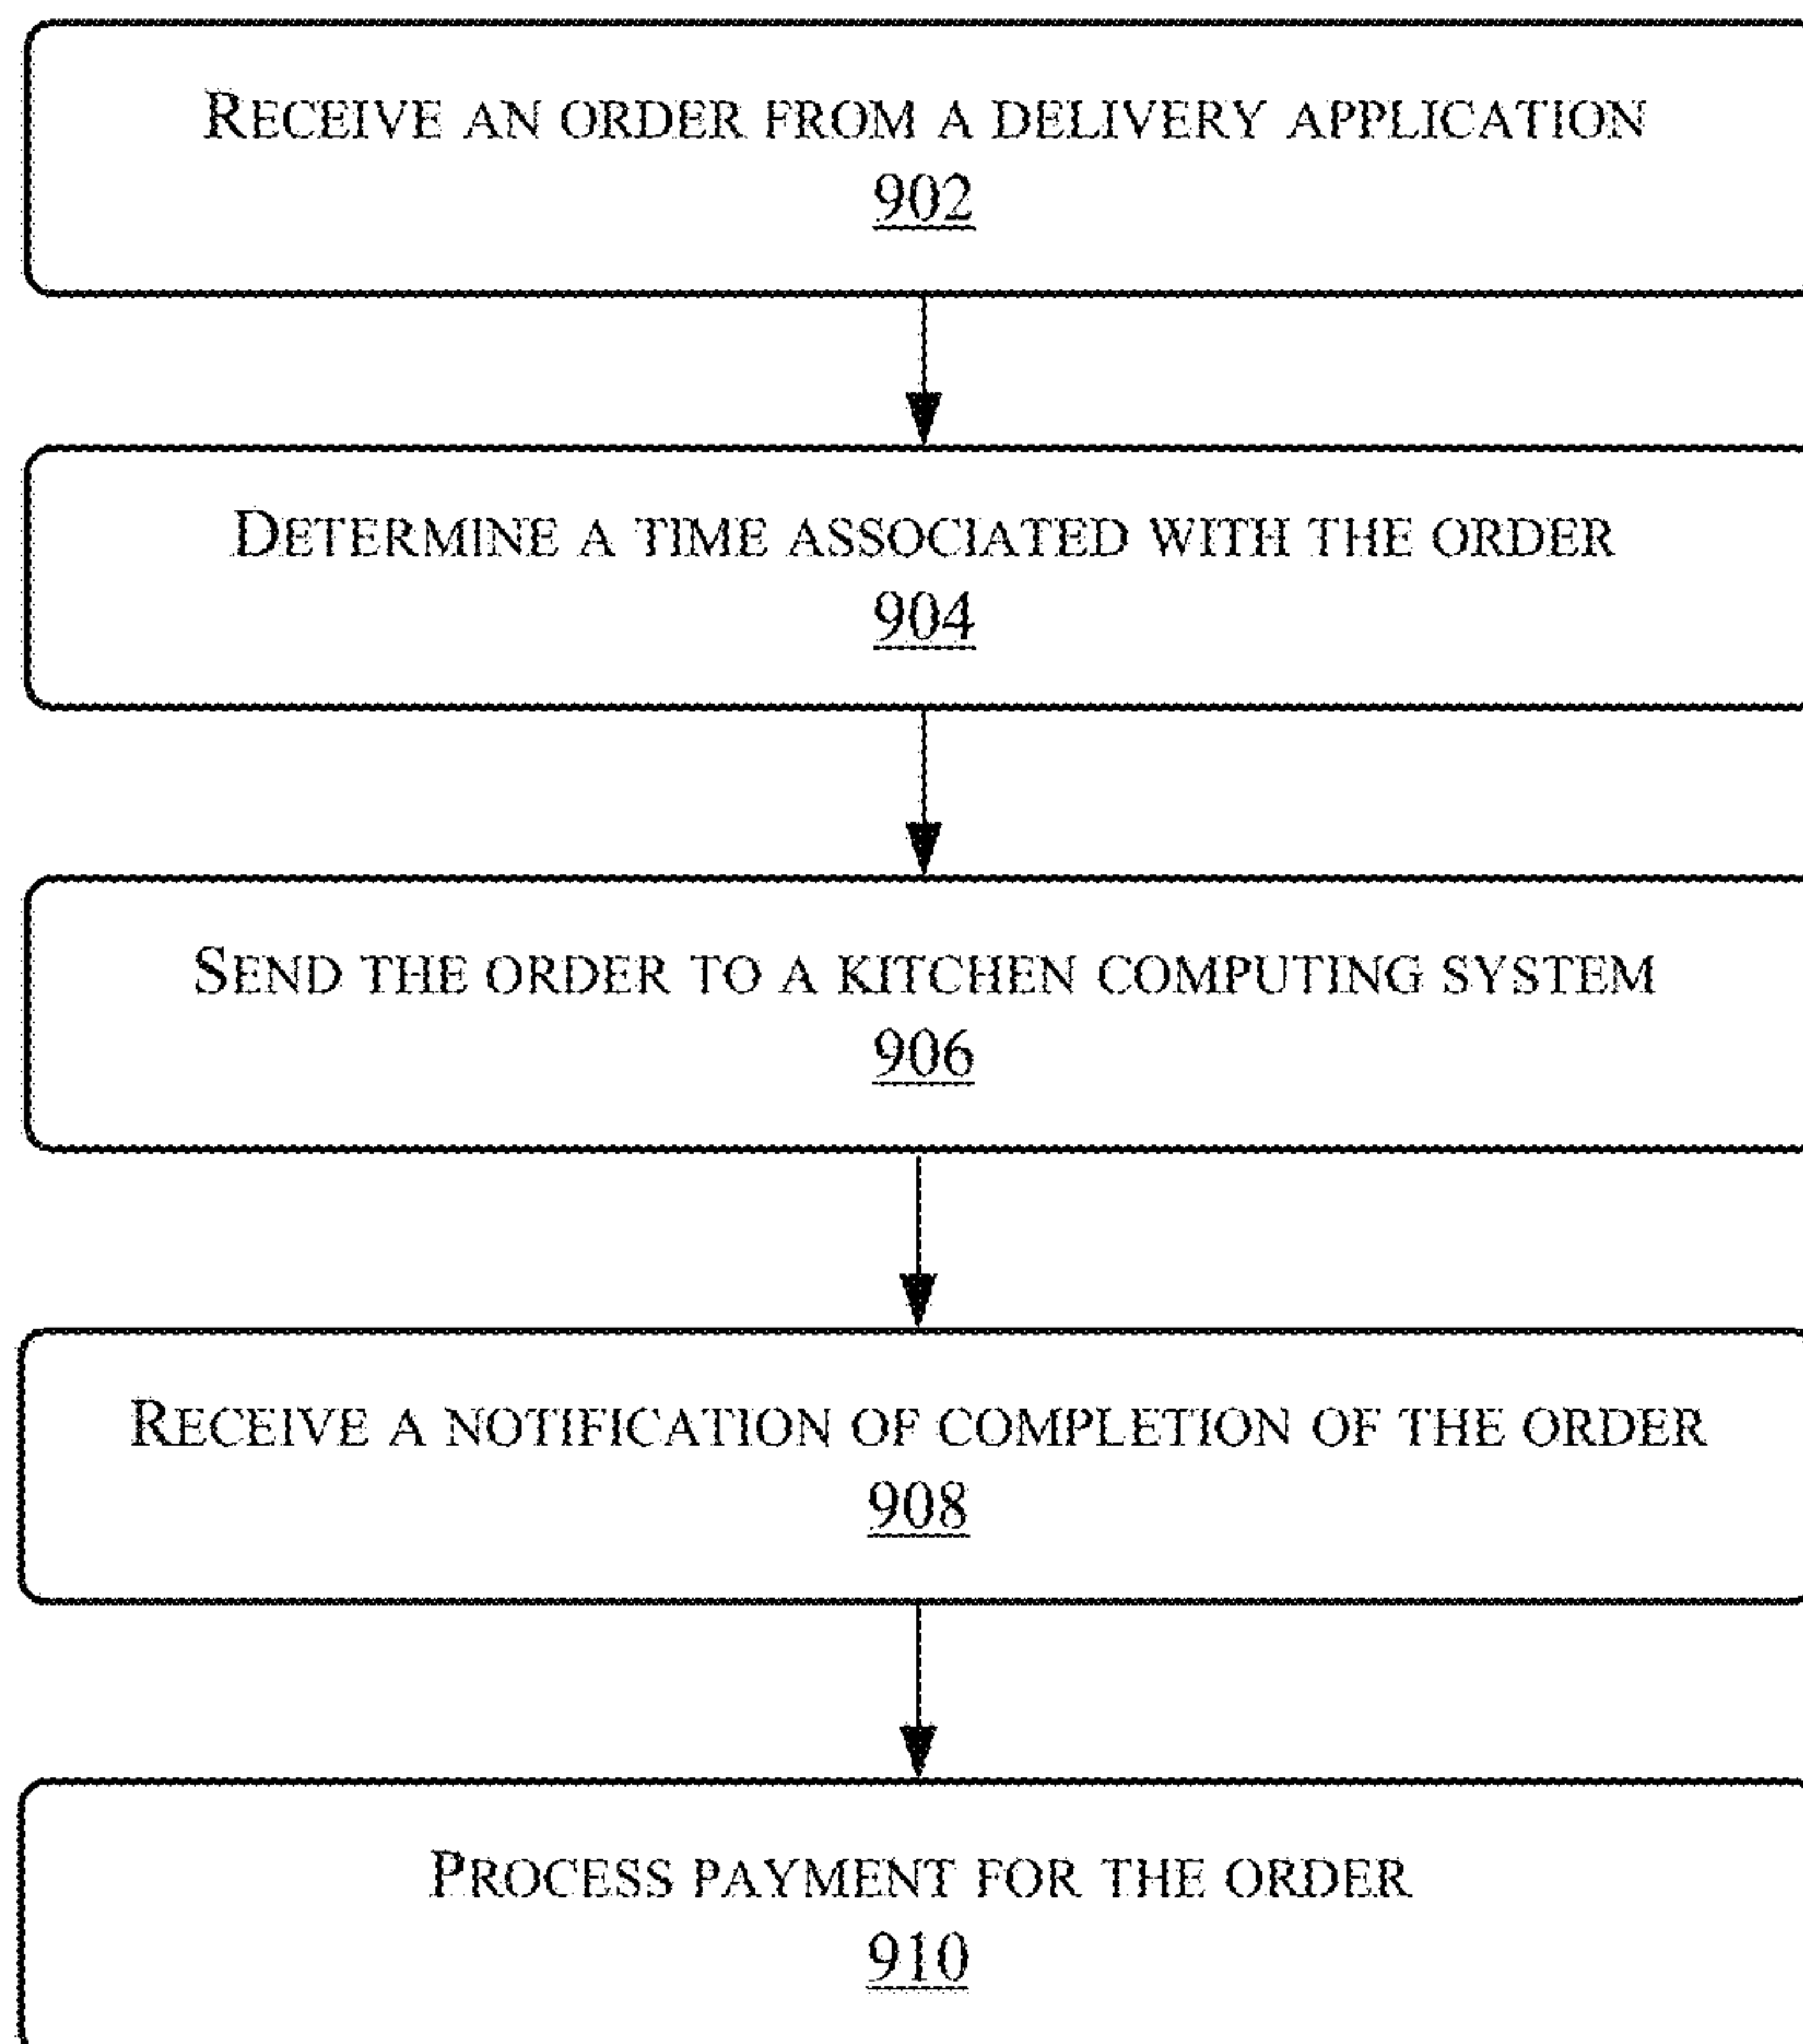 RECEIVE AN ORDER FROM A DELIVERY APPLICATION
902
DETERMINE A TIME ASSOCIATED WITH THE ORDER
904
SEND THE ORDER TO A KITCHEN COMPUTING SYSTEM
906
RECEIVE A NOTIFICATION OF COMPLETION OF THE ORDER
908
PROCESS PAYMENT FOR THE ORDER
910